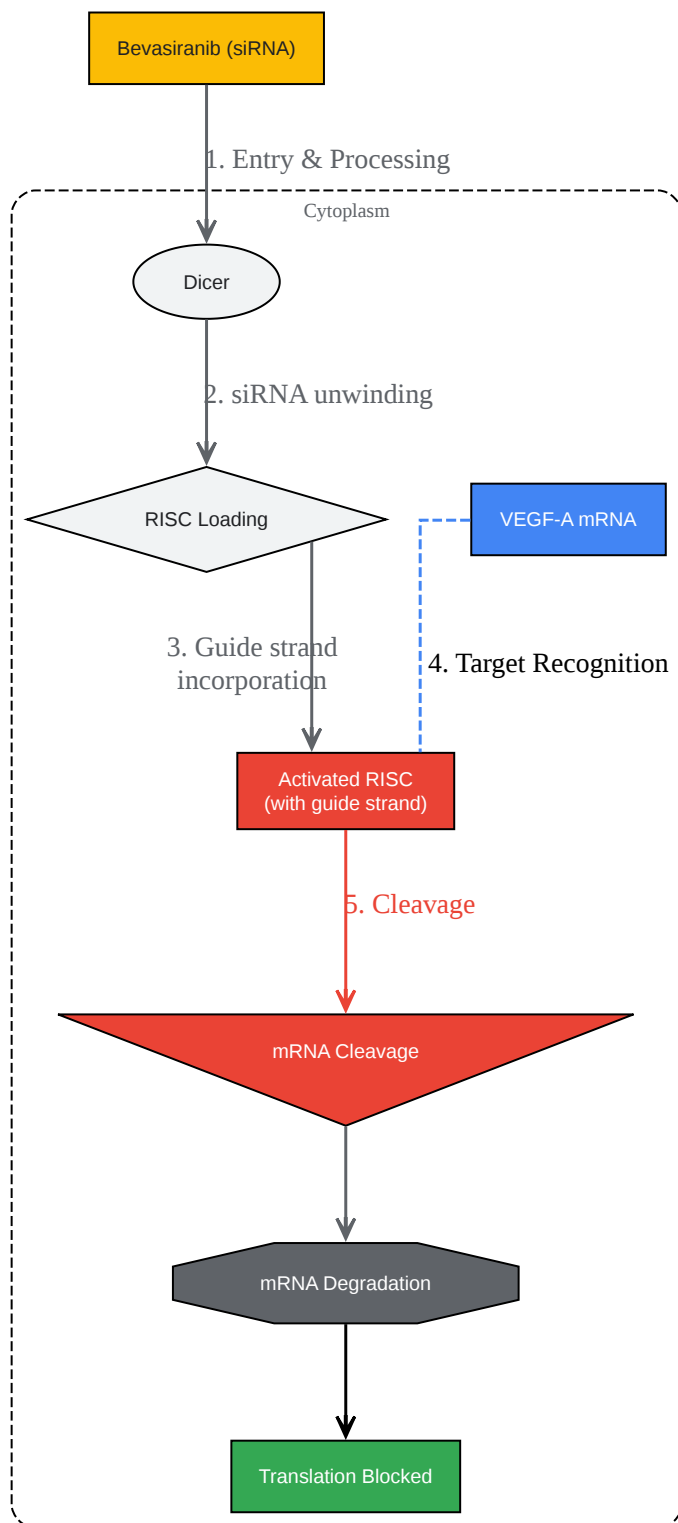 Bevasiranib (siRNA)
1. Entry & Processing
Cytoplasm
Dicer
2. siRNA unwinding
RISC Loading
VEGF-A mRNA
3. Guide strand
incorporation
4. Target Recognition
Activated RISC
(with guide strand)
5. Cleavage
mRNA Cleavage
mRNA Degradation
Translation Blocked